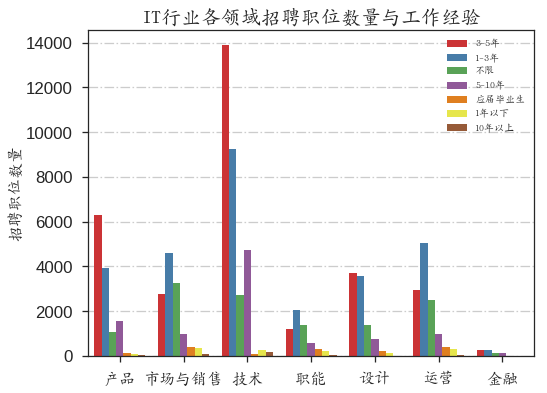 IT行业各领域招聘职位数量与工作经验
招聘职位数量
14000
12000
10000
8000
6000
4000
2000
0
3-5年
1-3年
不限
5-10年
应届毕业生
1年以下
10年以上
产品 市场与销售 技术 职能 设计 运营 金融